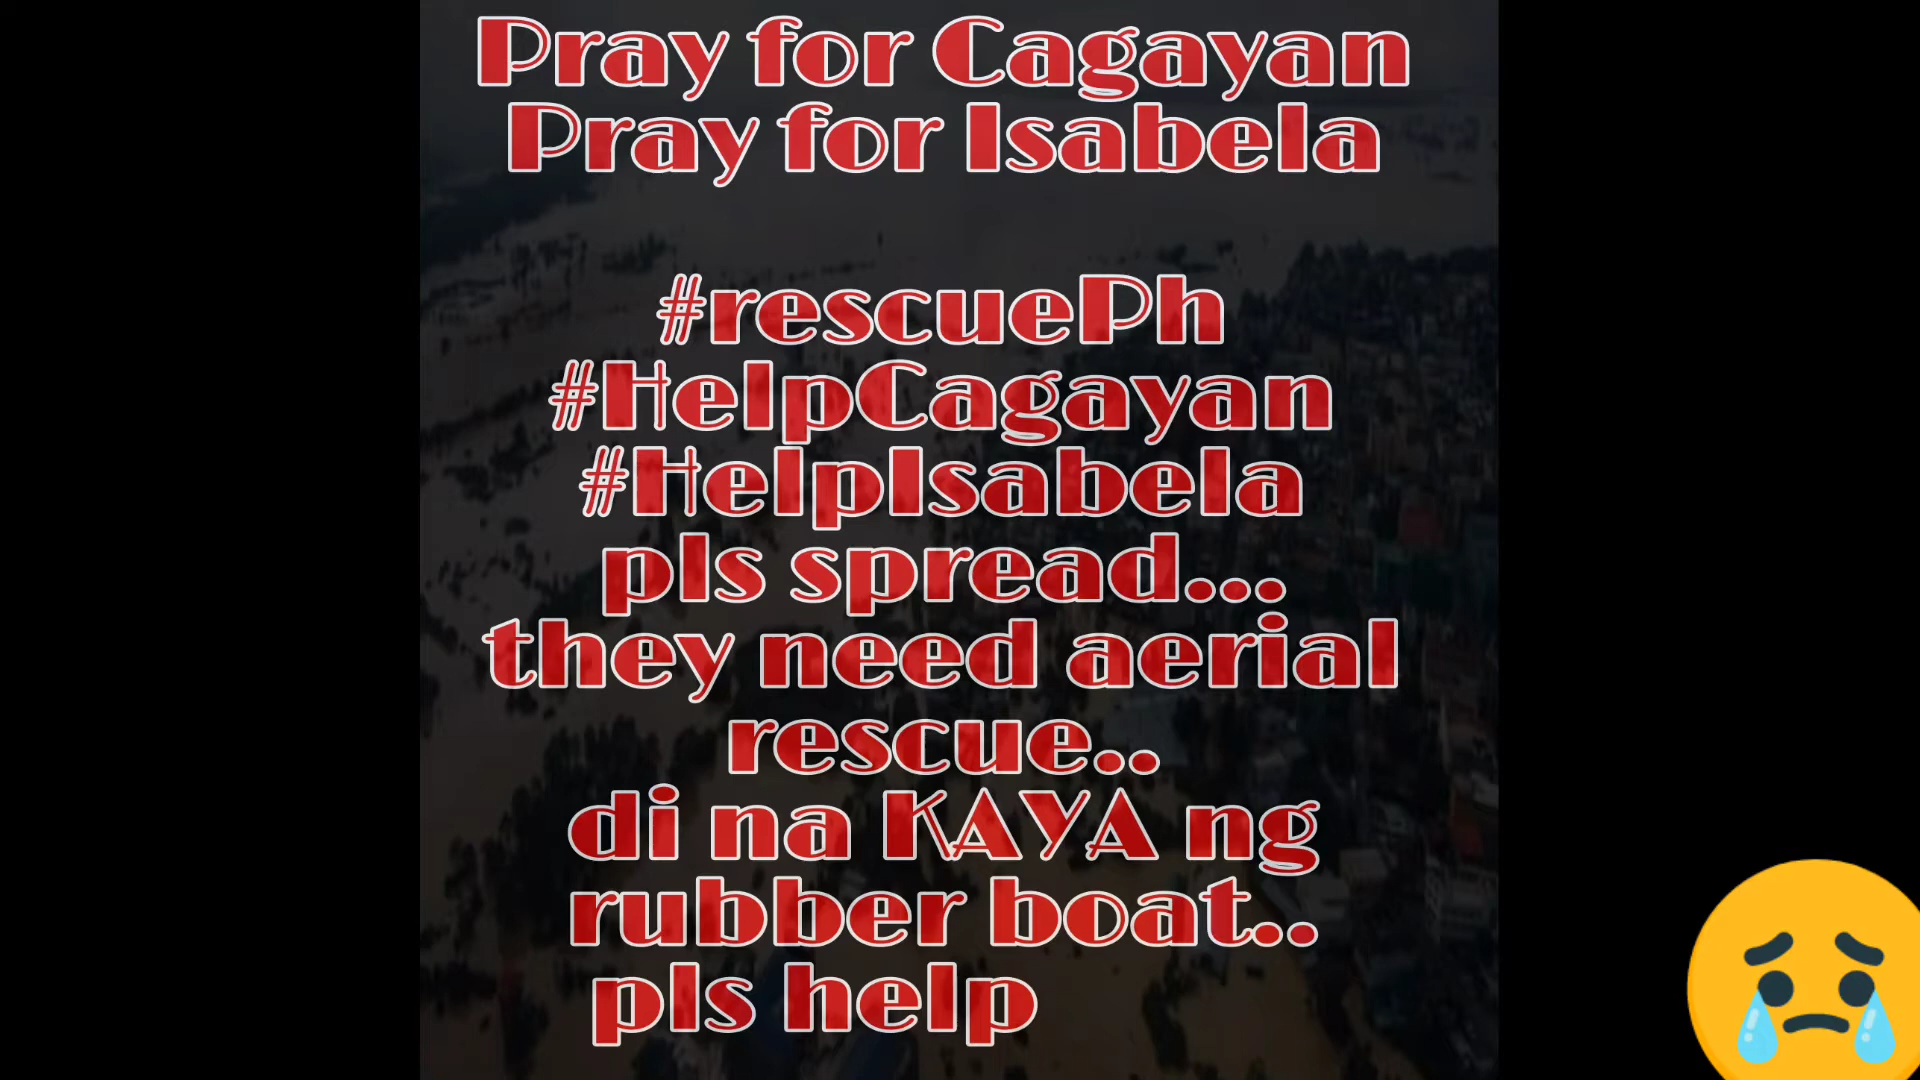 Pray for Cagayan
Pray for Isabela
#rescuePh
#HelpCagayan
#HelpIsabela
pls spread...
they need aerial
rescue..
di na KAYA ng
rubber boat..
pls help